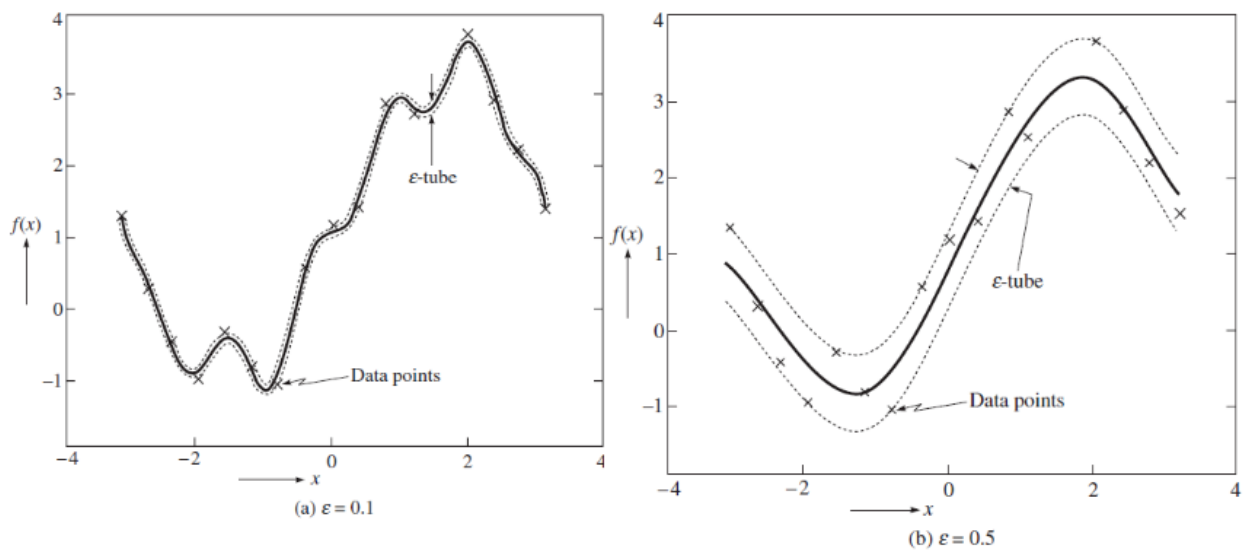 4
3
2
1
0
−1
f(x)
ε-tube
Data points
−4
−2
0
2
4
x
(a) ε = 0.1
4
3
2
1
0
−1
f(x)
ε-tube
Data points
−4
−2
0
2
4
x
(b) ε = 0.5